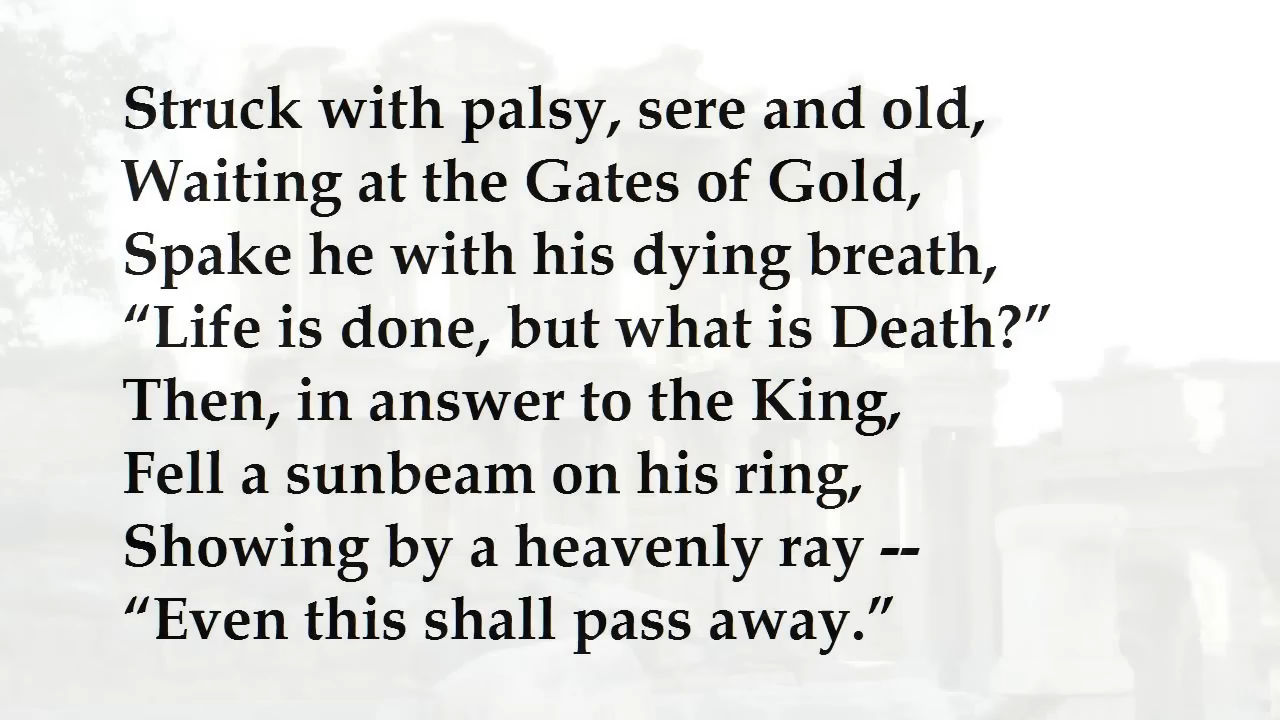 Struck with palsy, sere and old,
Waiting at the Gates of Gold,
Spake he with his dying breath,
“Life is done, but what is Death?”
Then, in answer to the King,
Fell a sunbeam on his ring,
Showing by a heavenly ray --
“Even this shall pass away.”